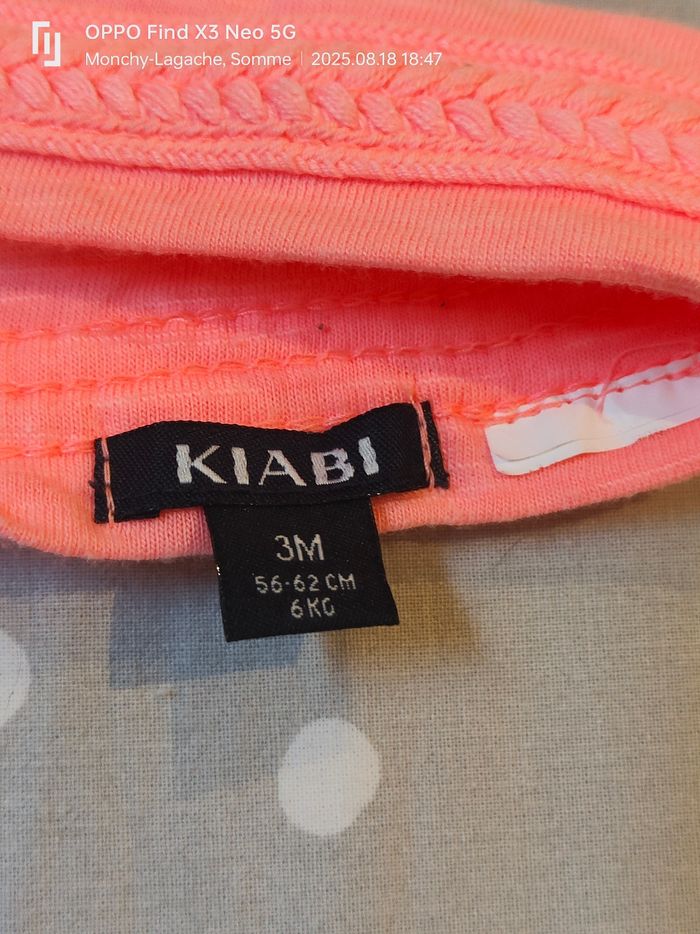 OPPO Find X3 Neo 5G
Monchy-Lagache, Somme | 2025.08.18 18:47
KIABI
3M
56-62 CM
6KG